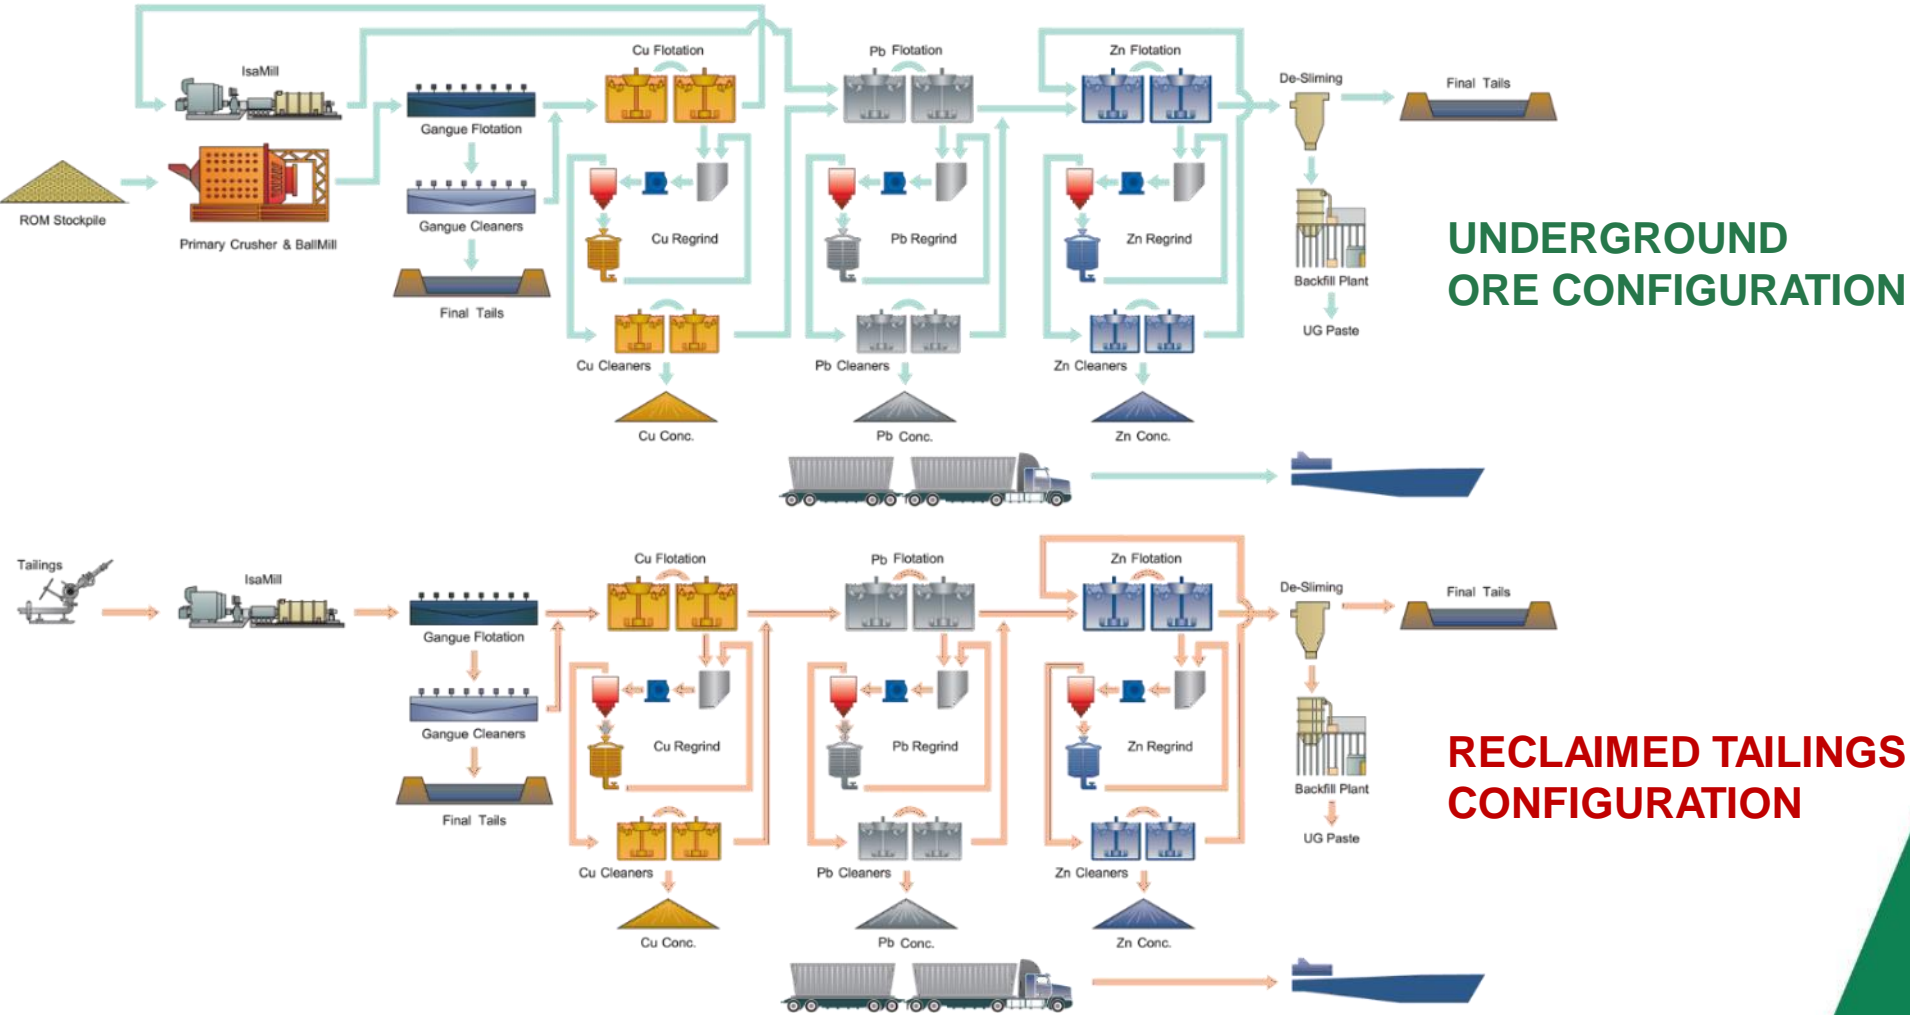 Cu Flotation
Pb Flotation
Zn Flotation
IsaMill
De-Sliming
Final Tails
Gangue Flotation
ROM Stockpile
Gangue Cleaners
Primary Crusher & BallMill
Cu Regrind
Pb Regrind
Zn Regrind
Backfill Plant
Final Tails
UG Paste
Cu Cleaners
Pb Cleaners
Zn Cleaners
Cu Conc.
Pb Conc.
Zn Conc.
UNDERGROUND
ORE CONFIGURATION
Cu Flotation
Pb Flotation
Zn Flotation
Tailings
IsaMill
De-Sliming
Final Tails
Gangue Flotation
Gangue Cleaners
Cu Regrind
Pb Regrind
Zn Regrind
Backfill Plant
Final Tails
UG Paste
Cu Cleaners
Pb Cleaners
Zn Cleaners
Cu Conc.
Pb Conc.
Zn Conc.
RECLAIMED TAILINGS
CONFIGURATION